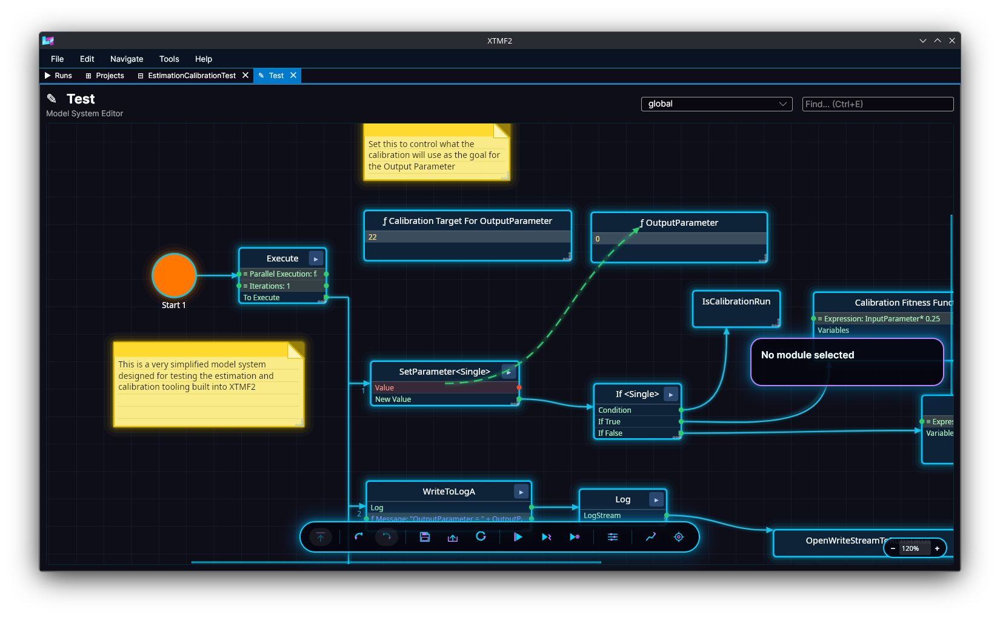 XTMF2
File Edit Navigate Tools Help
Runs Projects EstimationCalibrationTest Test
Test
Model System Editor
global
Find... (Ctrl+E)
Set this to control what the
calibration will use as the goal for
the Output Parameter
ƒ Calibration Target For OutputParameter
22
ƒ OutputParameter
0
Start 1
Execute
≡ Parallel Execution: f
≡ Iterations: 1
To Execute
IsCalibrationRun
Calibration Fitness Func
≡ Expression: InputParameter* 0.25
Variables
No module selected
This is a very simplified model system
designed for testing the estimation and
calibration tooling built into XTMF2
1
SetParameter<Single>
Value
New Value
If <Single>
Condition
If True
If False
≡ Expres
Variable
2
WriteToLogA
Log
ƒ Message: "OutputParameter = " + OutputP
Log
LogStream
OpenWriteStreamToRunStatus
− 120% +